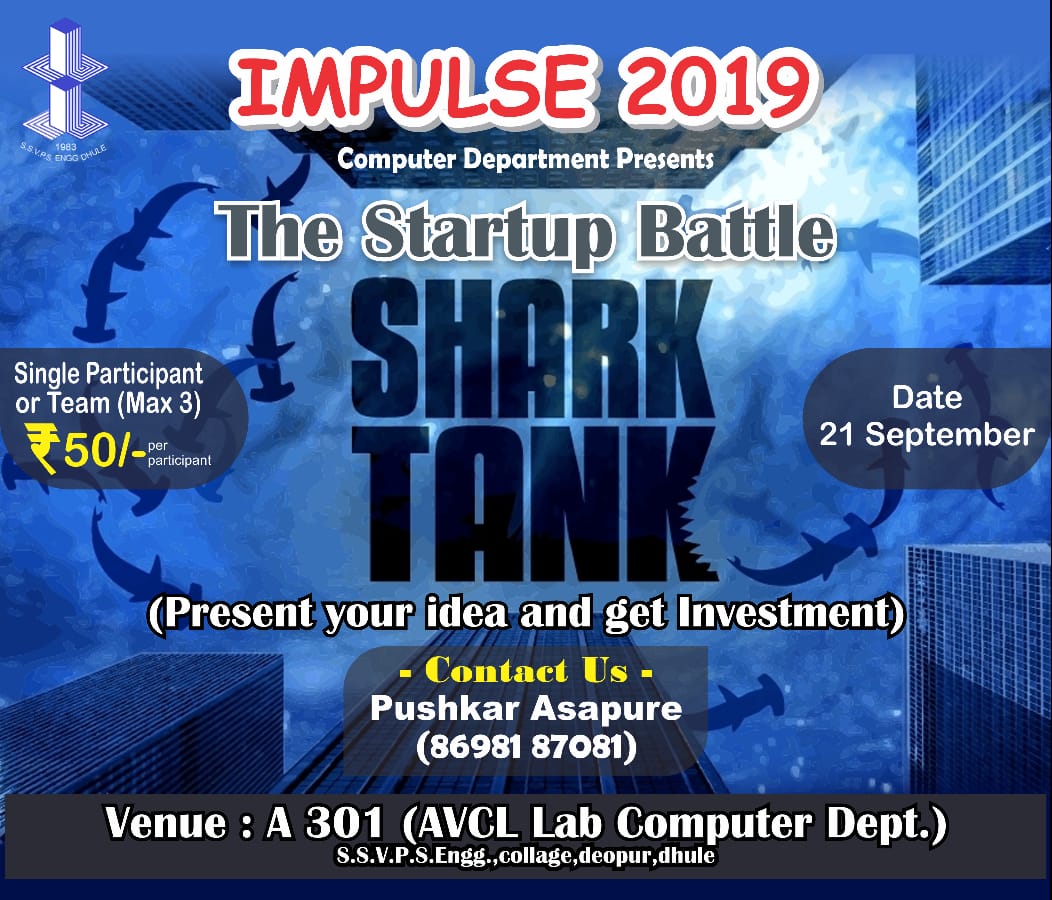 1983
S.S.V.P.S. ENGG DHULE.
IMPULSE 2019
Computer Department Presents
The Startup Battle
SHARK
TANK
Single Participant
or Team (Max 3)
₹50/- per
participant
Date
21 September
(Present your idea and get Investment)
- Contact Us -
Pushkar Asapure
(86981 87081)
Venue : A 301 (AVCL Lab Computer Dept.)
S.S.V.P.S.Engg.,collage,deopur,dhule